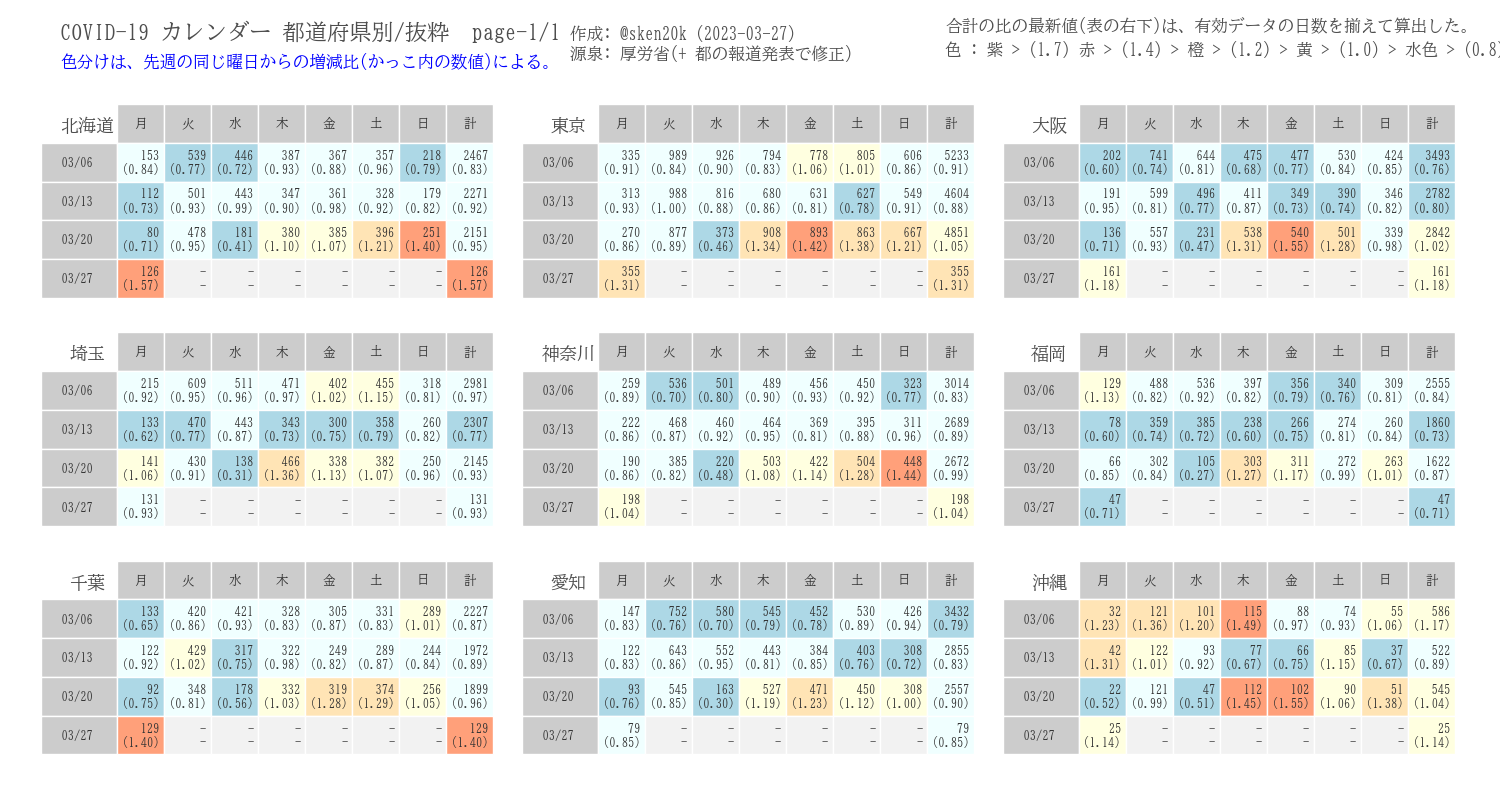 COVID-19 カレンダー 都道府県別/抜粋 page-1/1
作成: @sken20k (2023-03-27)
合計の比の最新値(表の右下)は、有効データの日数を揃えて算出した。
色分けは、先週の同じ曜日からの増減比(かっこ内の数値)による。
源泉: 厚労省(+ 都の報道発表で修正)
色 : 紫 > (1.7) 赤 > (1.4) > 橙 > (1.2) > 黄 > (1.0) > 水色 > (0.8)
北海道 月 火 水 木 金 土 日 計
03/06 153 539 446 387 367 357 218 2467
(0.84) (0.77) (0.72) (0.93) (0.88) (0.96) (0.79) (0.83)
03/13 112 501 443 347 361 328 179 2271
(0.73) (0.93) (0.99) (0.90) (0.98) (0.92) (0.82) (0.92)
03/20 80 478 181 380 385 396 251 2151
(0.71) (0.95) (0.41) (1.10) (1.07) (1.21) (1.40) (0.95)
03/27 126 – – – – – – 126
(1.57) – – – – – – (1.57)
東京 月 火 水 木 金 土 日 計
03/06 335 989 926 794 778 805 606 5233
(0.91) (0.84) (0.90) (0.83) (1.06) (1.01) (0.86) (0.91)
03/13 313 988 816 680 631 627 549 4604
(0.93) (1.00) (0.88) (0.86) (0.81) (0.78) (0.91) (0.88)
03/20 270 877 373 908 893 863 667 4851
(0.86) (0.89) (0.46) (1.34) (1.42) (1.38) (1.21) (1.05)
03/27 355 – – – – – – 355
(1.31) – – – – – – (1.31)
大阪 月 火 水 木 金 土 日 計
03/06 202 741 644 475 477 530 424 3493
(0.60) (0.74) (0.81) (0.68) (0.77) (0.84) (0.85) (0.76)
03/13 191 599 496 411 349 390 346 2782
(0.95) (0.81) (0.77) (0.87) (0.73) (0.74) (0.82) (0.80)
03/20 136 557 231 538 540 501 339 2842
(0.71) (0.93) (0.47) (1.31) (1.55) (1.28) (0.98) (1.02)
03/27 161 – – – – – – 161
(1.18) – – – – – – (1.18)
埼玉 月 火 水 木 金 土 日 計
03/06 215 609 511 471 402 455 318 2981
(0.92) (0.95) (0.96) (0.97) (1.02) (1.15) (0.81) (0.97)
03/13 133 470 443 343 300 358 260 2307
(0.62) (0.77) (0.87) (0.73) (0.75) (0.79) (0.82) (0.77)
03/20 141 430 138 466 338 382 250 2145
(1.06) (0.91) (0.31) (1.36) (1.13) (1.07) (0.96) (0.93)
03/27 131 – – – – – – 131
(0.93) – – – – – – (0.93)
神奈川 月 火 水 木 金 土 日 計
03/06 259 536 501 489 456 450 323 3014
(0.89) (0.70) (0.80) (0.90) (0.93) (0.92) (0.77) (0.83)
03/13 222 468 460 464 369 395 311 2689
(0.86) (0.87) (0.92) (0.95) (0.81) (0.88) (0.96) (0.89)
03/20 190 385 220 503 422 504 448 2672
(0.86) (0.82) (0.48) (1.08) (1.14) (1.28) (1.44) (0.99)
03/27 198 – – – – – – 198
(1.04) – – – – – – (1.04)
福岡 月 火 水 木 金 土 日 計
03/06 129 488 536 397 356 340 309 2555
(1.13) (0.82) (0.92) (0.82) (0.79) (0.76) (0.81) (0.84)
03/13 78 359 385 238 266 274 260 1860
(0.60) (0.74) (0.72) (0.60) (0.75) (0.81) (0.84) (0.73)
03/20 66 302 105 303 311 272 263 1622
(0.85) (0.84) (0.27) (1.27) (1.17) (0.99) (1.01) (0.87)
03/27 47 – – – – – – 47
(0.71) – – – – – – (0.71)
千葉 月 火 水 木 金 土 日 計
03/06 133 420 421 328 305 331 289 2227
(0.65) (0.86) (0.93) (0.83) (0.87) (0.83) (1.01) (0.87)
03/13 122 429 317 322 249 289 244 1972
(0.92) (1.02) (0.75) (0.98) (0.82) (0.87) (0.84) (0.89)
03/20 92 348 178 332 319 374 256 1899
(0.75) (0.81) (0.56) (1.03) (1.28) (1.29) (1.05) (0.96)
03/27 129 – – – – – – 129
(1.40) – – – – – – (1.40)
愛知 月 火 水 木 金 土 日 計
03/06 147 752 580 545 452 530 426 3432
(0.83) (0.76) (0.70) (0.79) (0.78) (0.89) (0.94) (0.79)
03/13 122 643 552 443 384 403 308 2855
(0.83) (0.86) (0.95) (0.81) (0.85) (0.76) (0.72) (0.83)
03/20 93 545 163 527 471 450 308 2557
(0.76) (0.85) (0.30) (1.19) (1.23) (1.12) (1.00) (0.90)
03/27 79 – – – – – – 79
(0.85) – – – – – – (0.85)
沖縄 月 火 水 木 金 土 日 計
03/06 32 121 101 115 88 74 55 586
(1.23) (1.36) (1.20) (1.49) (0.97) (0.93) (1.06) (1.17)
03/13 42 122 93 77 66 85 37 522
(1.31) (1.01) (0.92) (0.67) (0.75) (1.15) (0.67) (0.89)
03/20 22 121 47 112 102 90 51 545
(0.52) (0.99) (0.51) (1.45) (1.55) (1.06) (1.38) (1.04)
03/27 25 – – – – – – 25
(1.14) – – – – – – (1.14)